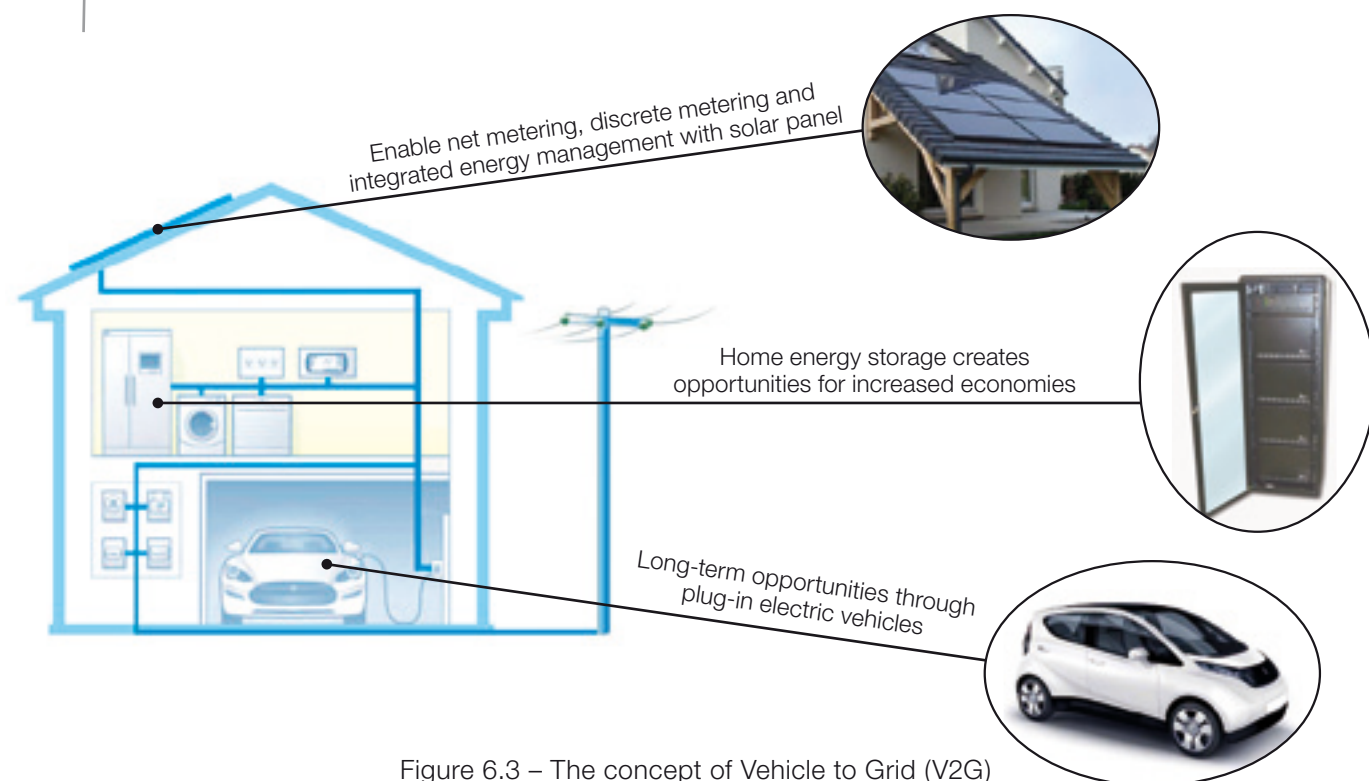 Enable net metering, discrete metering and
integrated energy management with solar panel
Home energy storage creates
opportunities for increased economies
Long-term opportunities through
plug-in electric vehicles
Figure 6.3 – The concept of Vehicle to Grid (V2G)